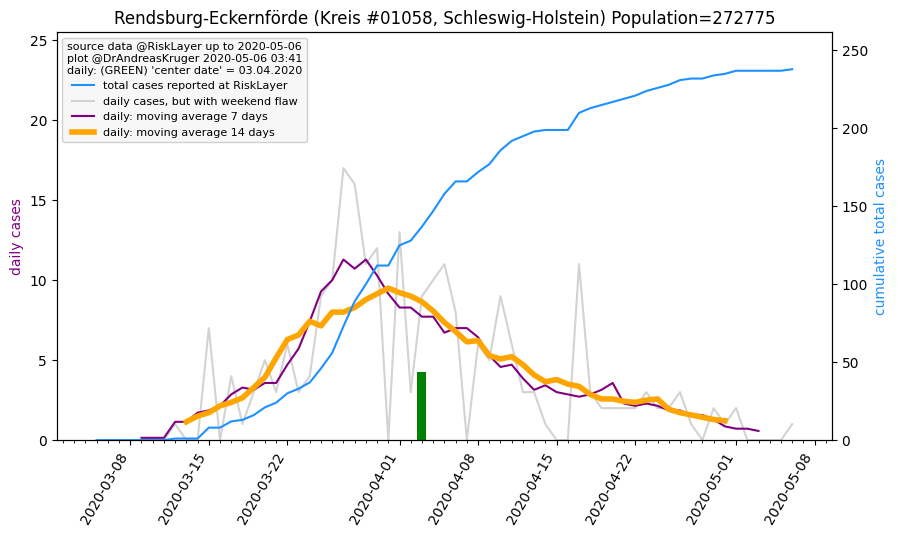 Rendsburg-Eckernförde (Kreis #01058, Schleswig-Holstein) Population=272775
source data @RiskLayer up to 2020-05-06
plot @DrAndreasKruger 2020-05-06 03:41
daily: (GREEN) 'center date' = 03.04.2020
total cases reported at RiskLayer
daily cases, but with weekend flaw
daily: moving average 7 days
daily: moving average 14 days
25
20
15
10
5
0
daily cases
250
200
150
100
50
0
cumulative total cases
2020-03-08
2020-03-15
2020-03-22
2020-04-01
2020-04-08
2020-04-15
2020-04-22
2020-05-01
2020-05-08